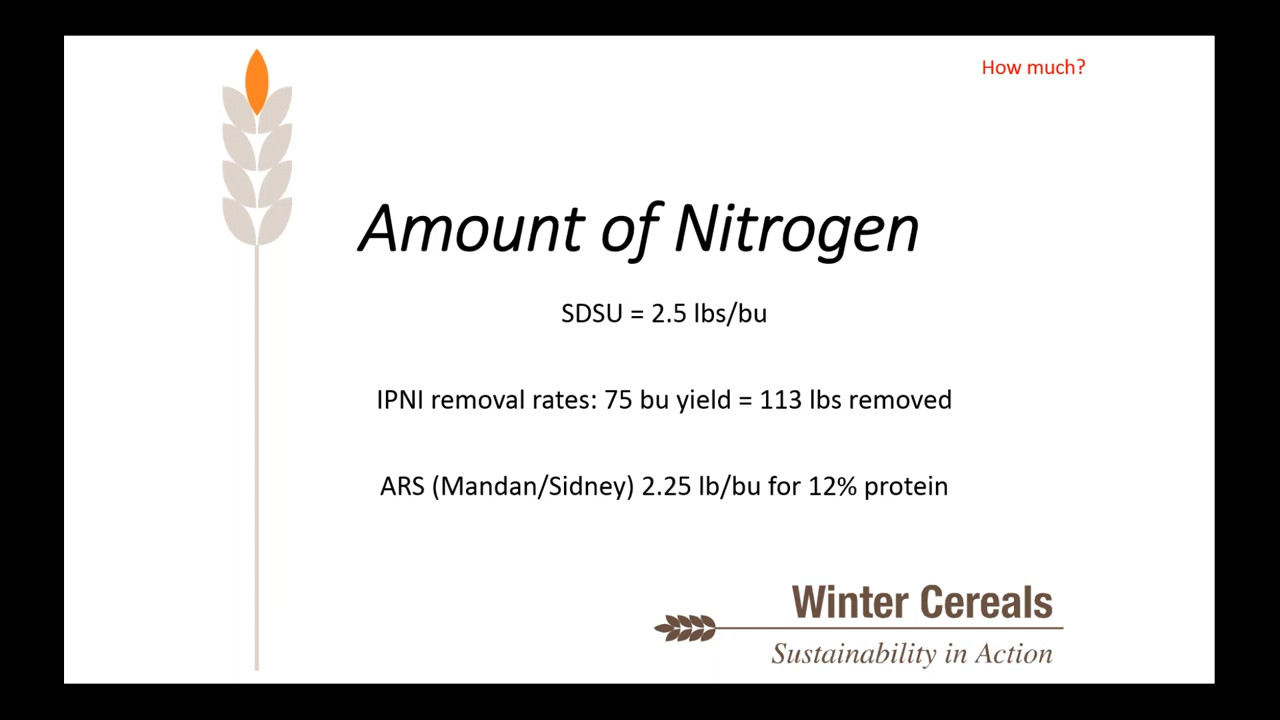 How much?
Amount of Nitrogen
SDSU = 2.5 lbs/bu
IPNI removal rates: 75 bu yield = 113 lbs removed
ARS (Mandan/Sidney) 2.25 lb/bu for 12% protein
Winter Cereals
Sustainability in Action